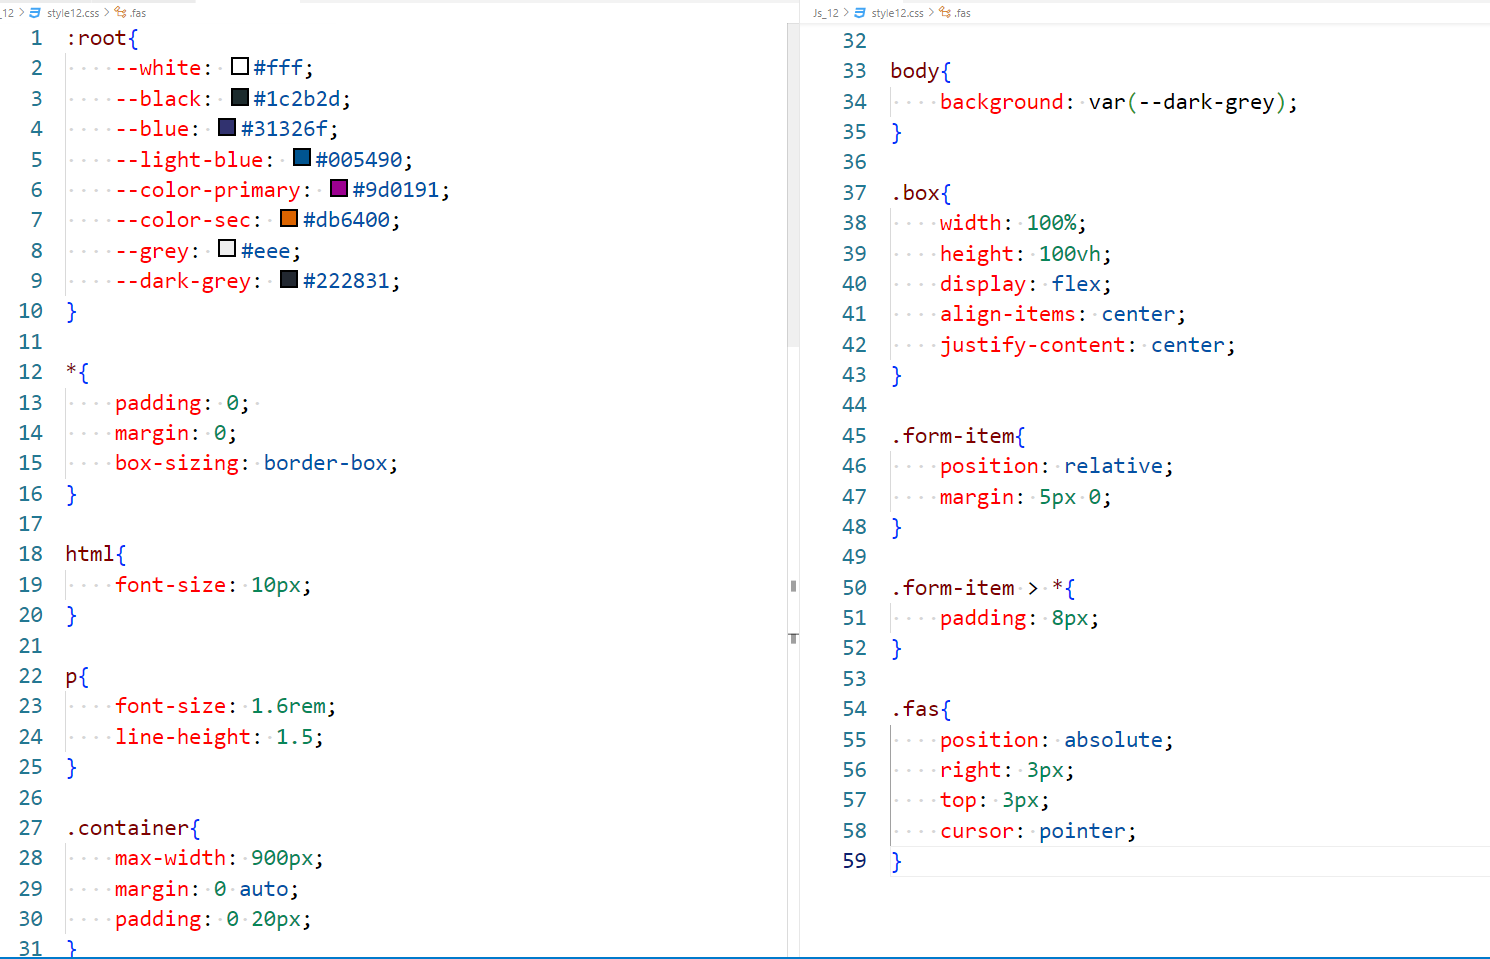 _12 > style12.css > .fas
1 :root{
2     --white: #fff;
3     --black: #1c2b2d;
4     --blue: #31326f;
5     --light-blue: #005490;
6     --color-primary: #9d0191;
7     --color-sec: #db6400;
8     --grey: #eee;
9     --dark-grey: #222831;
10 }
11
12 *{
13     padding: 0;
14     margin: 0;
15     box-sizing: border-box;
16 }
17
18 html{
19     font-size: 10px;
20 }
21
22 p{
23     font-size: 1.6rem;
24     line-height: 1.5;
25 }
26
27 .container{
28     max-width: 900px;
29     margin: 0 auto;
30     padding: 0 20px;
31 }
Js_12 > style12.css > .fas
32
33 body{
34     background: var(--dark-grey);
35 }
36
37 .box{
38     width: 100%;
39     height: 100vh;
40     display: flex;
41     align-items: center;
42     justify-content: center;
43 }
44
45 .form-item{
46     position: relative;
47     margin: 5px 0;
48 }
49
50 .form-item > *{
51     padding: 8px;
52 }
53
54 .fas{
55     position: absolute;
56     right: 3px;
57     top: 3px;
58     cursor: pointer;
59 }